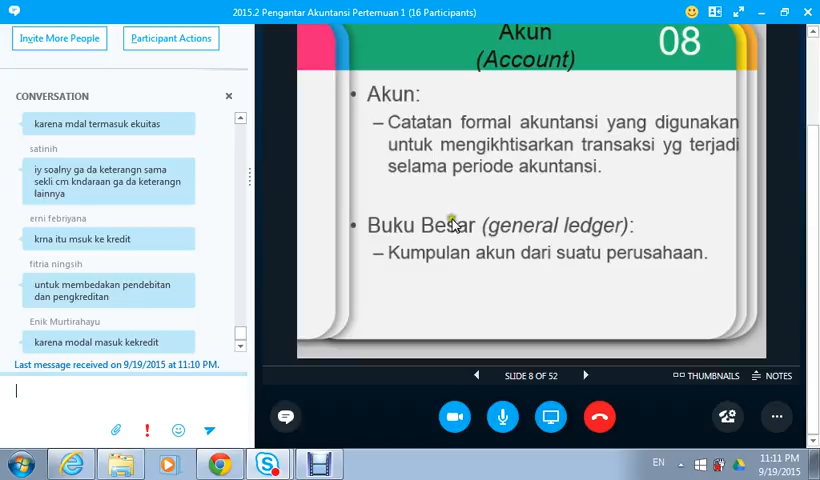 2015.2 Pengantar Akuntansi Pertemuan 1 (16 Participants)
Invite More People
Participant Actions
CONVERSATION
karena mdal termasuk ekuitas
satinih
iy soalny ga da keterangn sama
sekli cm kndaraan ga da keterngn
lainnya
erni febriyana
krna itu msuk ke kredit
fitria ningsih
untuk membedakan pendebitan
dan pengkreditan
Enik Murtirahayu
karena modal masuk kekredit
Last message received on 9/19/2015 at 11:10 PM.
Akun
(Account)
08
• Akun:
– Catatan formal akuntansi yang digunakan
untuk mengikhtisarkan transaksi yg terjadi
selama periode akuntansi.
• Buku Besar (general ledger):
– Kumpulan akun dari suatu perusahaan.
SLIDE 8 OF 52
THUMBNAILS
NOTES
EN
11:11 PM
9/19/2015